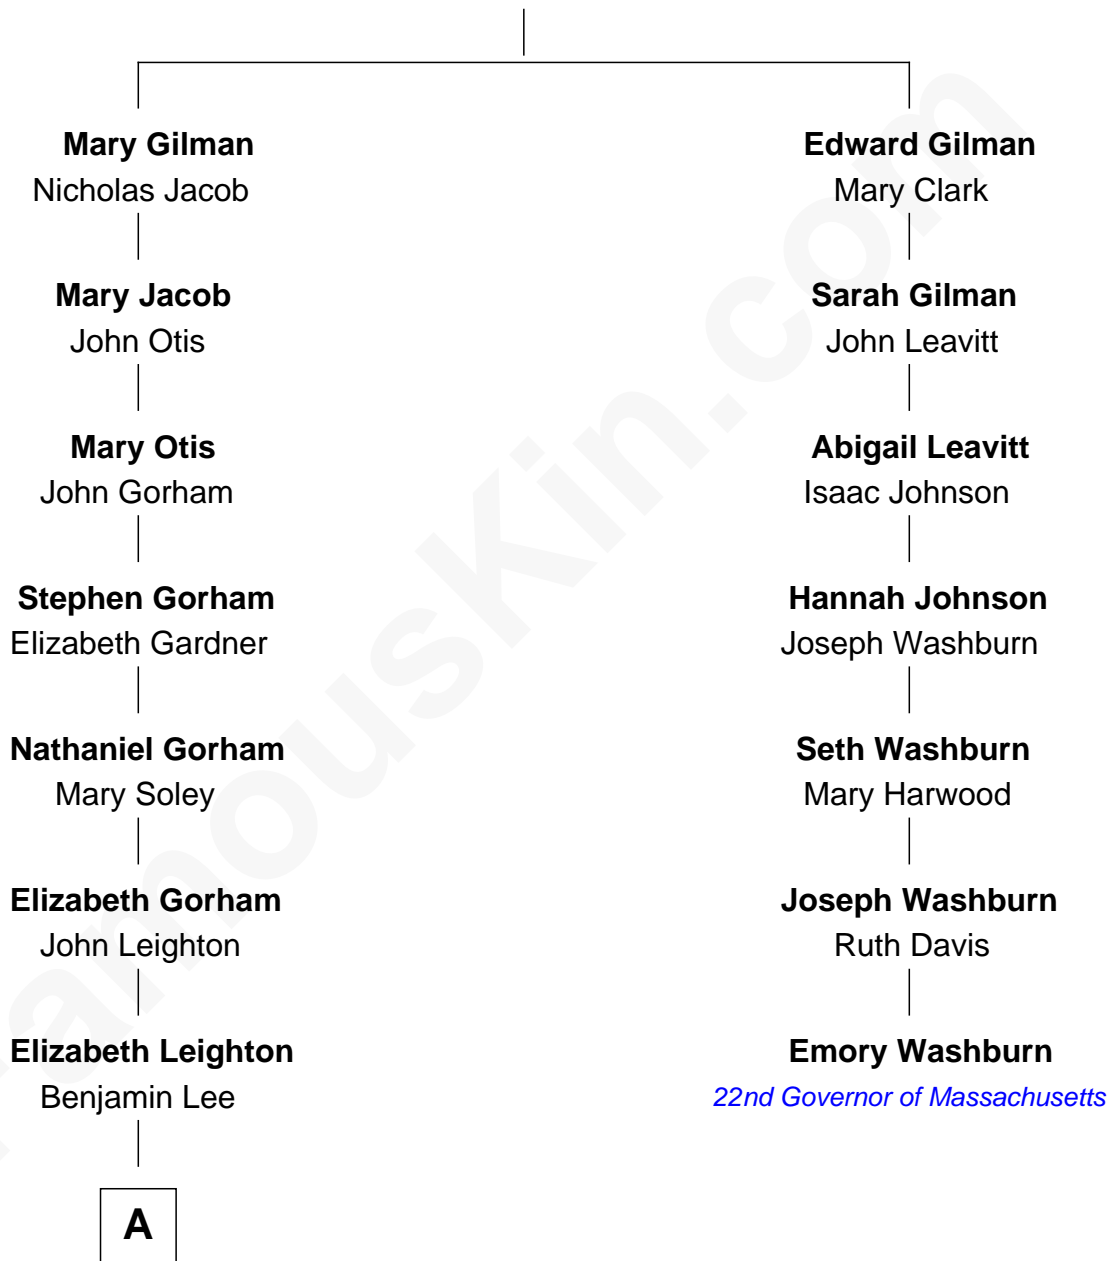 Mary Gilman
Nicholas Jacob
Mary Jacob
John Otis
Mary Otis
John Gorham
Stephen Gorham
Elizabeth Gardner
Nathaniel Gorham
Mary Soley
Elizabeth Gorham
John Leighton
Elizabeth Leighton
Benjamin Lee
A
Edward Gilman
Mary Clark
Sarah Gilman
John Leavitt
Abigail Leavitt
Isaac Johnson
Hannah Johnson
Joseph Washburn
Seth Washburn
Mary Harwood
Joseph Washburn
Ruth Davis
Emory Washburn
22nd Governor of Massachusetts
FamousKin.com